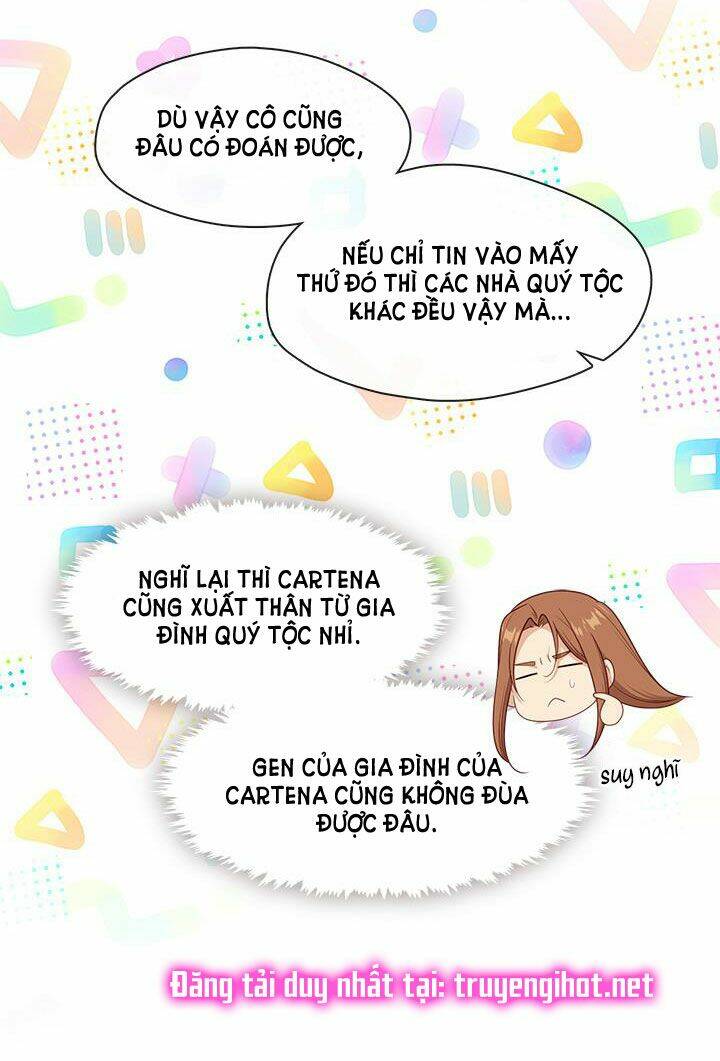 DÙ VẬY CÔ CŨNG
ĐÂU CÓ ĐOÁN ĐƯỢC,
NẾU CHỈ TIN VÀO MẤY
THỨ ĐÓ THÌ CÁC NHÀ QUÝ TỘC
KHÁC ĐỀU VẬY MÀ...
NGHĨ LẠI THÌ CARTENA
CŨNG XUẤT THÂN TỪ GIA
ĐÌNH QUÝ TỘC NHỈ.
GEN CỦA GIA ĐÌNH CỦA
CARTENA CŨNG KHÔNG ĐÙA
ĐƯỢC ĐÂU.
suy nghĩ
Đăng tải duy nhất tại: truyengihot.net